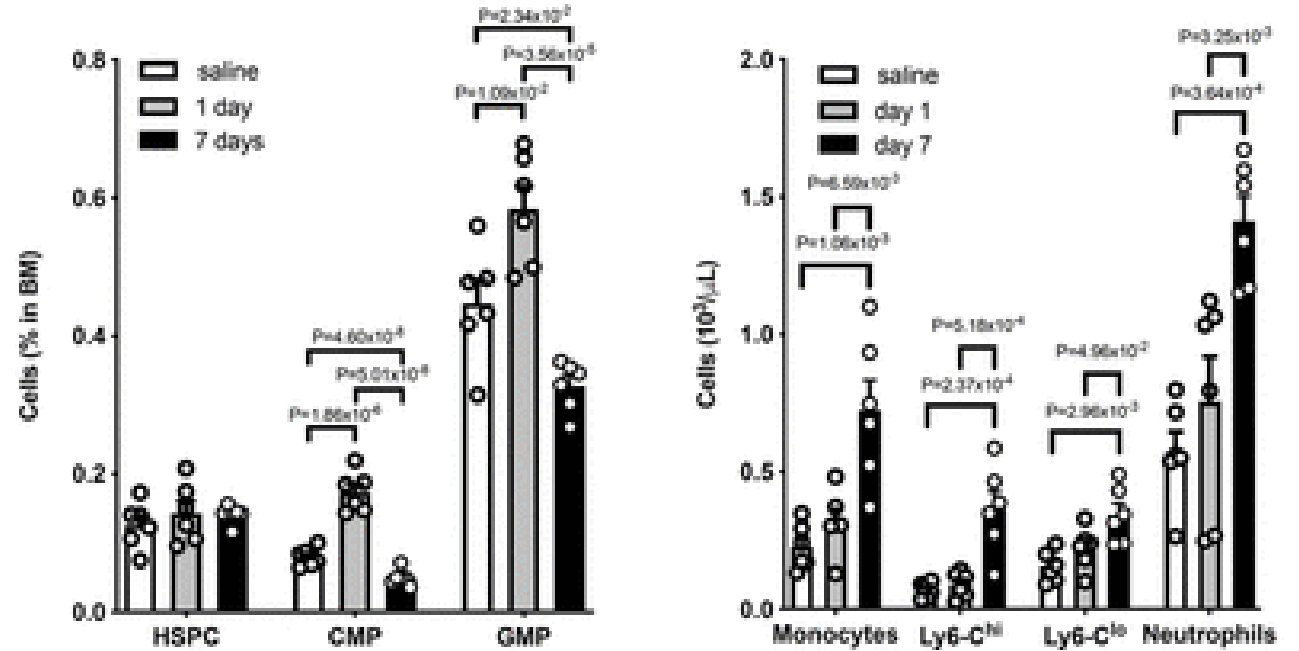 P=2.34x10⁻²
P=3.56x10⁻⁵
P=1.09x10⁻²
0.8
saline
1 day
7 days
0.6
Cells (% in BM)
0.4
P=4.60x10⁻⁵
P=5.01x10⁻⁶
P=1.86x10⁻⁶
0.2
0.0
HSPC CMP GMP
P=3.25x10⁻³
P=3.64x10⁻⁴
2.0
saline
day 1
day 7
P=6.59x10⁻³
1.5
P=1.06x10⁻³
Cells (10³/µL)
1.0
P=5.18x10⁻⁴
P=4.96x10⁻²
P=2.37x10⁻⁴
P=2.96x10⁻³
0.5
0.0
Monocytes Ly6-Cʰⁱ Ly6-Cˡᵒ Neutrophils